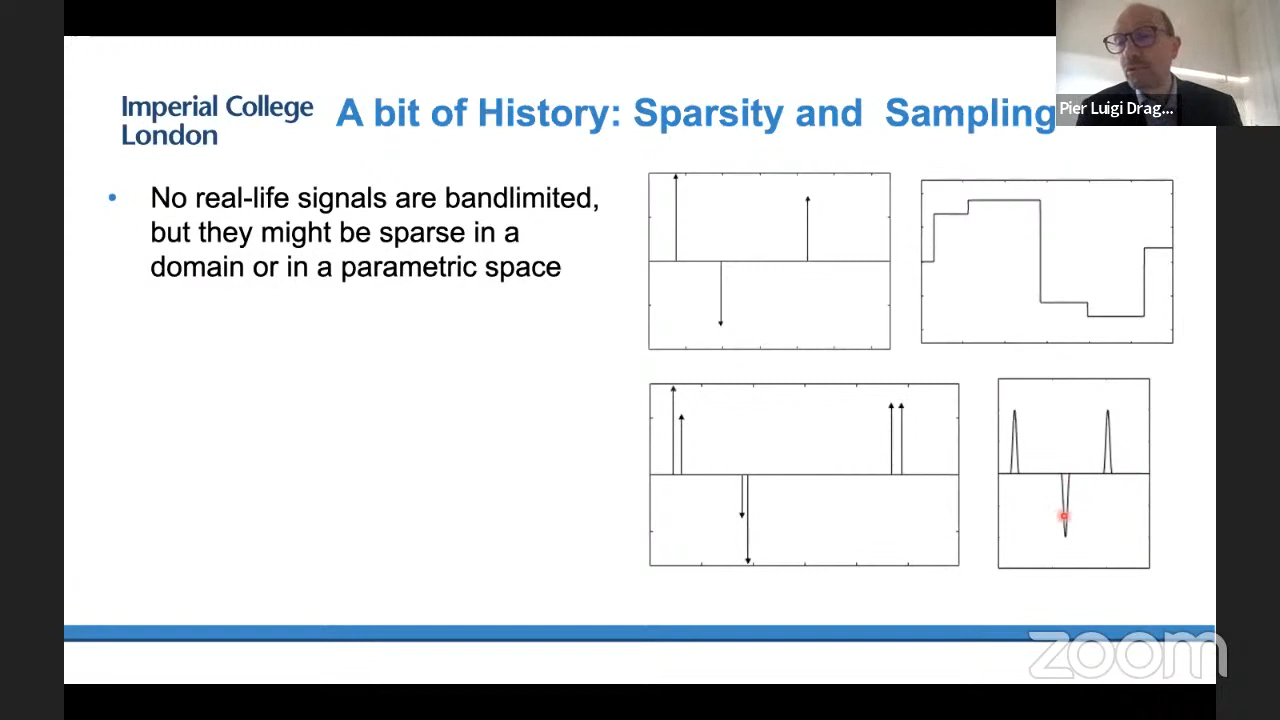 Imperial College
London
A bit of History: Sparsity and Sampling
Pier Luigi Drag...
• No real-life signals are bandlimited,
but they might be sparse in a
domain or in a parametric space
zoom